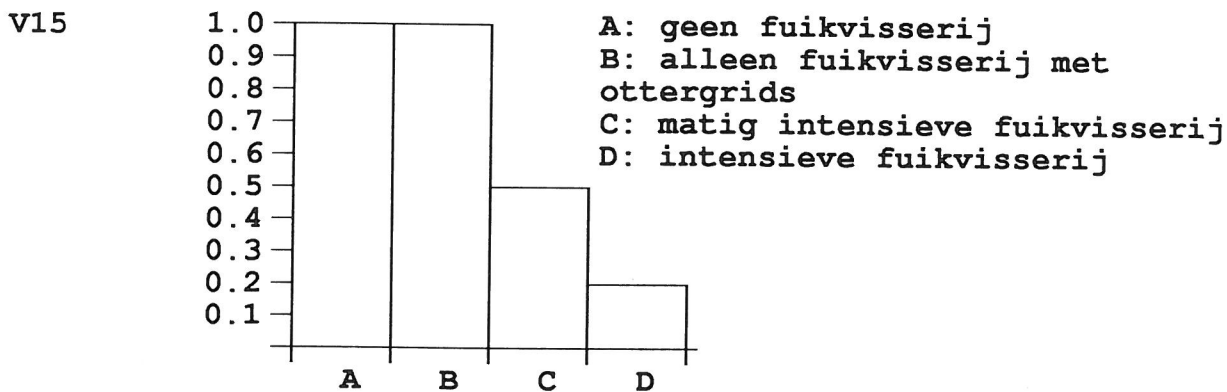 V15
1.0
0.9
0.8
0.7
0.6
0.5
0.4
0.3
0.2
0.1
A B C D
A: geen fuikvisserij
B: alleen fuikvisserij met
ottergrids
C: matig intensieve fuikvisserij
D: intensieve fuikvisserij